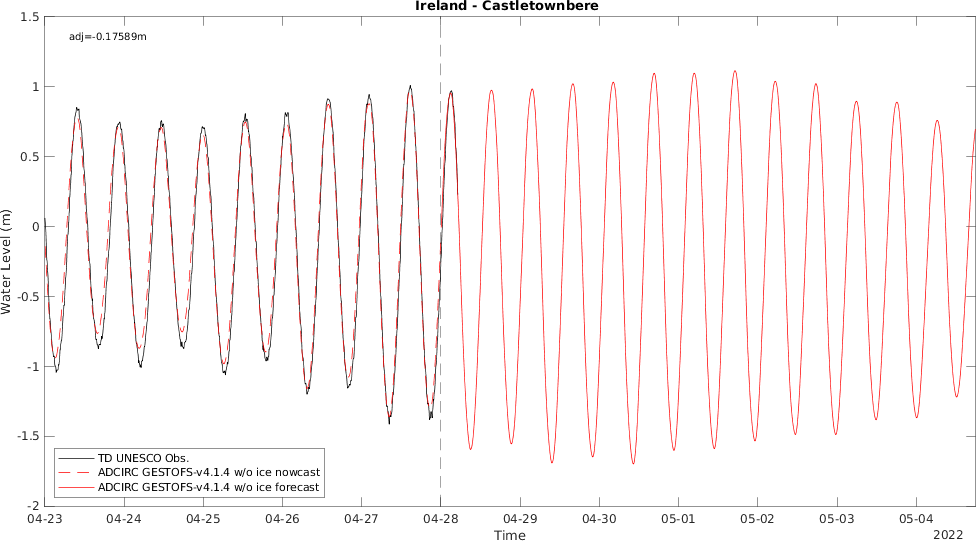 Ireland - Castletownbere
adj=-0.17589m
1.5
1
0.5
0
-0.5
-1
-1.5
-2
Water Level (m)
TD UNESCO Obs.
ADCIRC GESTOFS-v4.1.4 w/o ice nowcast
ADCIRC GESTOFS-v4.1.4 w/o ice forecast
04-23 04-24 04-25 04-26 04-27 04-28 04-29 04-30 05-01 05-02 05-03 05-04
Time
2022